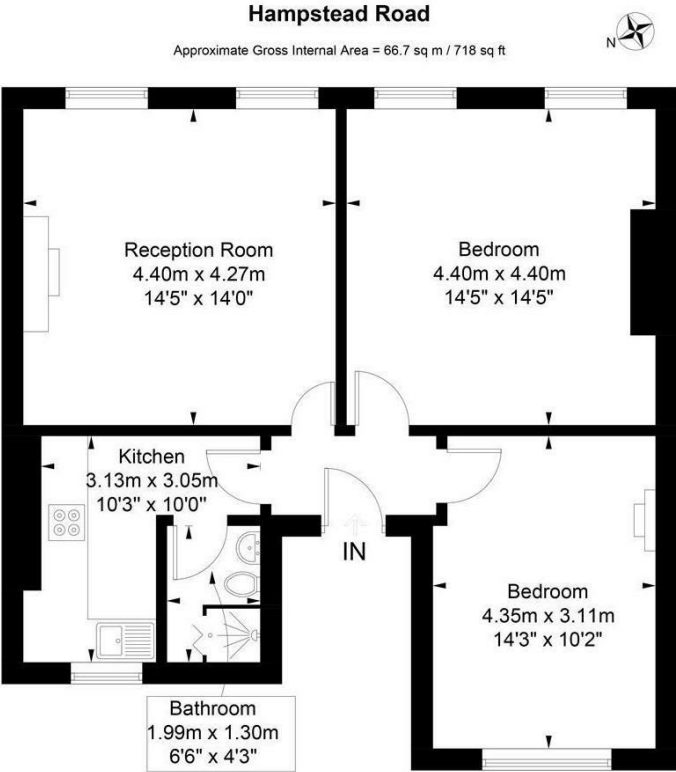 Hampstead Road
N
Approximate Gross Internal Area = 66.7 sq m / 718 sq ft
Reception Room
4.40m x 4.27m
14'5" x 14'0"
Bedroom
4.40m x 4.40m
14'5" x 14'5"
Kitchen
3.13m x 3.05m
10'3" x 10'0"
IN
Bedroom
4.35m x 3.11m
14'3" x 10'2"
Bathroom
1.99m x 1.30m
6'6" x 4'3"